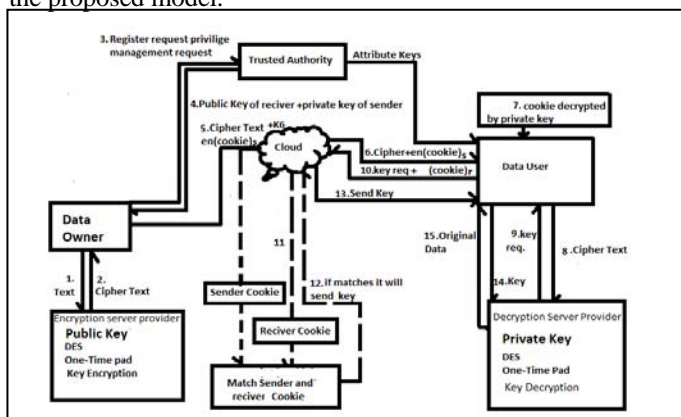 the proposed model.
3. Register request privilige
management request
Trusted Authority
Attribute Keys
4.Public Key of reciver +private key of sender
7. cookie decrypted
by private key
5.Cipher Text +K6
en(cookie)s
Cloud
6.Cipher+en(cookie)s
10.key req + (cookie)r
13.Send Key
Data User
Data
Owner
11
15.Original
Data
9.key
req.
8.Cipher Text
1.
Text
2.
Cipher Text
12.if matches it will
send key
14.Key
Sender Cookie
Reciver Cookie
Encryption server provider
Public Key
DES
One-Time pad
Key Encryption
Decryption Server Provider
Private Key
DES
One-Time Pad
Key Decryption
Match Sender and
reciver Cookie